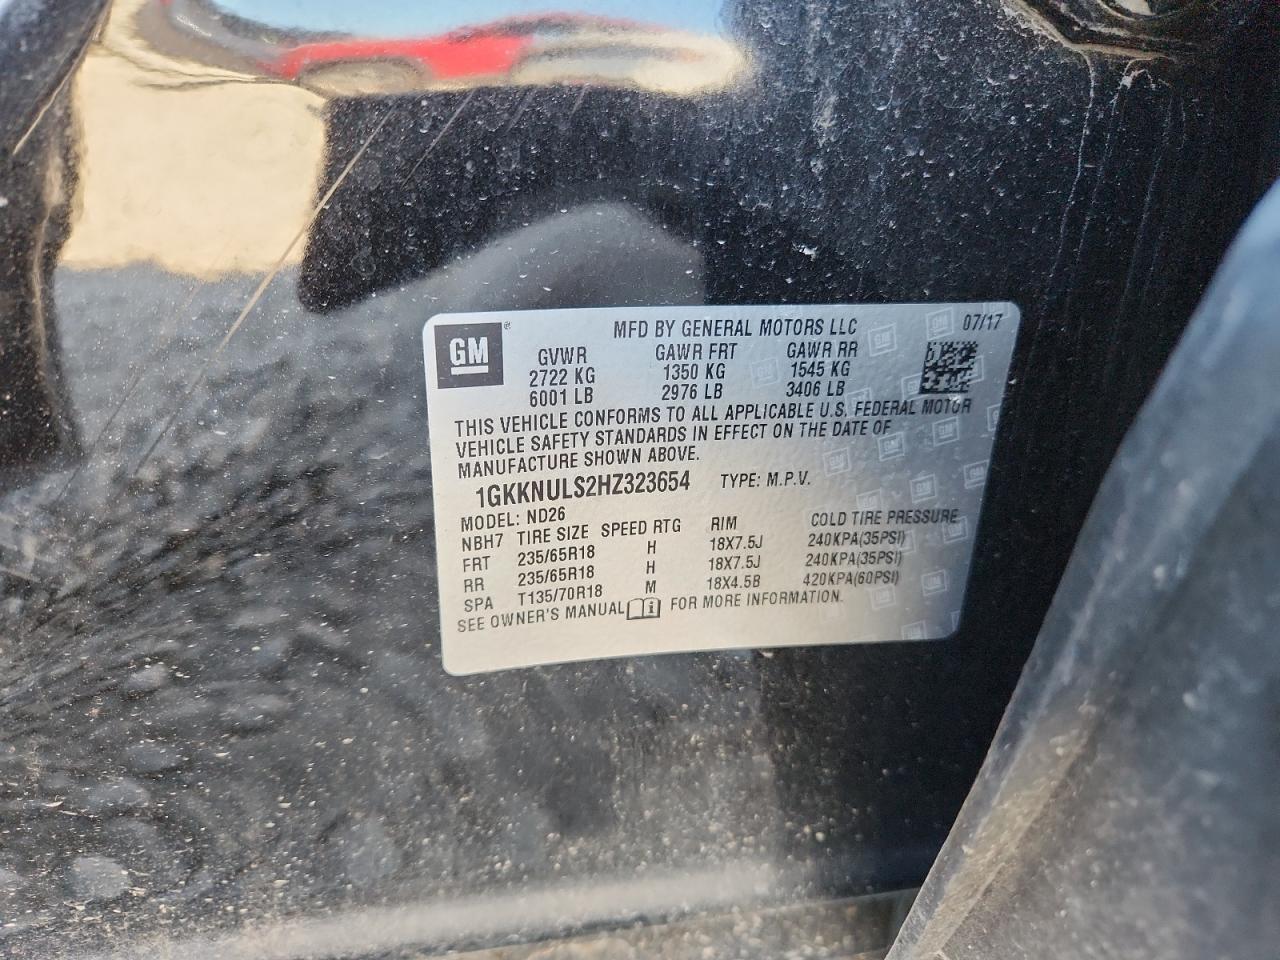 GM ®
MFD BY GENERAL MOTORS LLC 07/17
GVWR GAWR FRT GAWR RR
2722 KG 1350 KG 1545 KG
6001 LB 2976 LB 3406 LB
THIS VEHICLE CONFORMS TO ALL APPLICABLE U.S. FEDERAL MOTOR
VEHICLE SAFETY STANDARDS IN EFFECT ON THE DATE OF
MANUFACTURE SHOWN ABOVE.
1GKKNULS2HZ323654 TYPE: M.P.V.
MODEL: ND26
NBH7 TIRE SIZE SPEED RTG RIM COLD TIRE PRESSURE
FRT 235/65R18 H 18X7.5J 240KPA(35PSI)
RR 235/65R18 H 18X7.5J 240KPA(35PSI)
SPA T135/70R18 M 18X4.5B 420KPA(60PSI)
SEE OWNER'S MANUAL i FOR MORE INFORMATION.